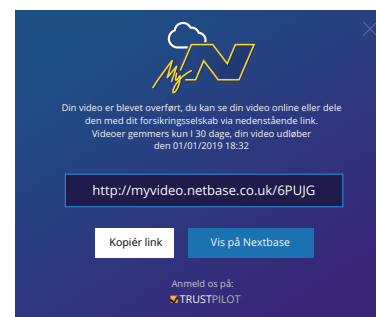 My N
Din video er blevet overført, du kan se din video online eller dele
den med dit forsikringsselskab via nedenstående link.
Videoer gemmers kun I 30 dage, din video udløber
den 01/01/2019 18:32
http://myvideo.netbase.co.uk/6PUJG
Kopiér link
Vis på Nextbase
Anmeld os på:
TRUSTPILOT